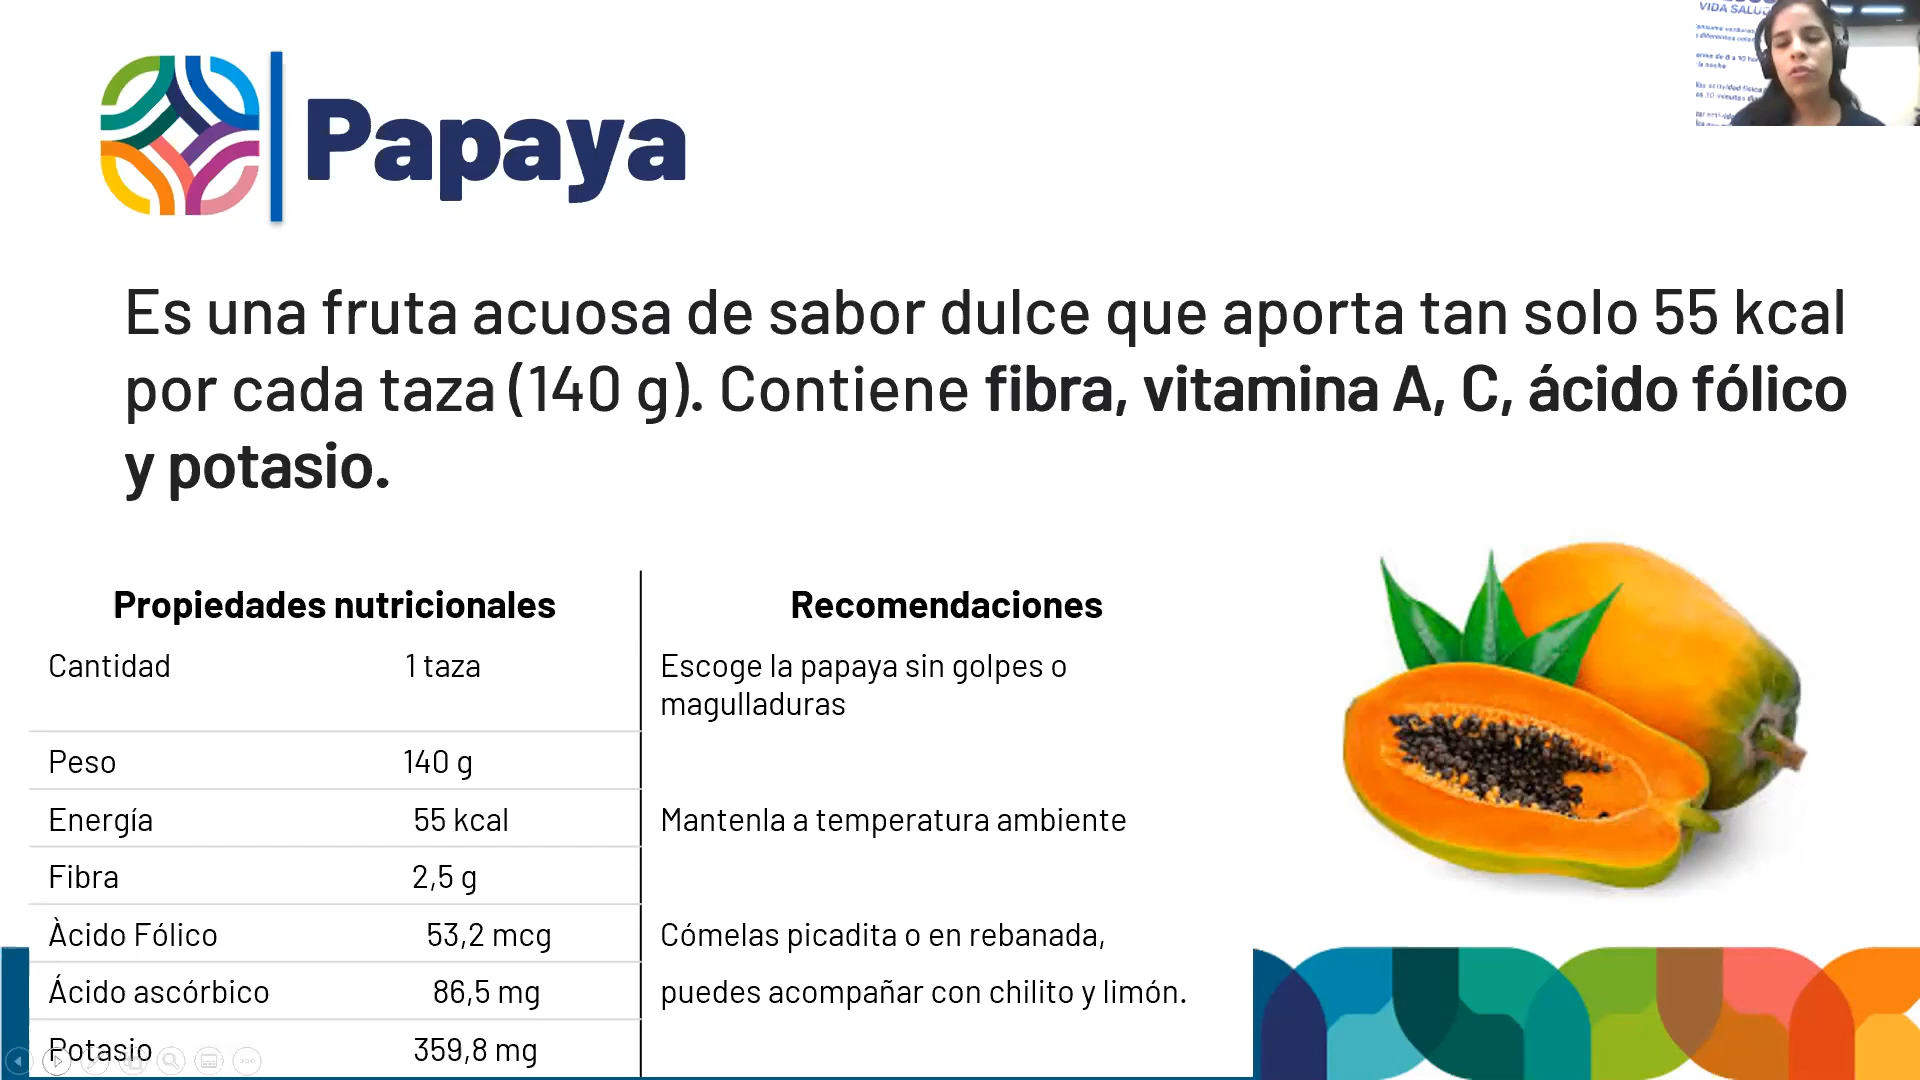 VIDA SALUD
Papaya
Es una fruta acuosa de sabor dulce que aporta tan solo 55 kcal
por cada taza (140 g). Contiene fibra, vitamina A, C, ácido fólico
y potasio.
Propiedades nutricionales
Recomendaciones
Cantidad 1 taza
Escoge la papaya sin golpes o
magulladuras
Peso 140 g
Energía 55 kcal
Mantenla a temperatura ambiente
Fibra 2,5 g
Àcido Fólico 53,2 mcg
Cómelas picadita o en rebanada,
Ácido ascórbico 86,5 mg
puedes acompañar con chilito y limón.
Potasio 359,8 mg